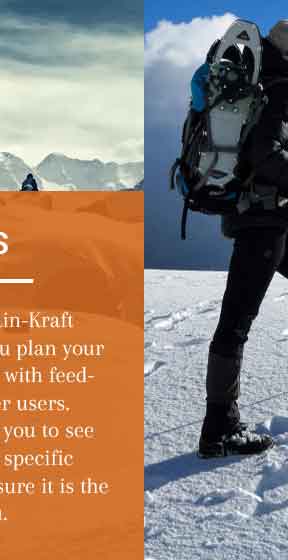 S
in-Kraft
u plan your
with feed-
er users,
you to see
specific
sure it is the